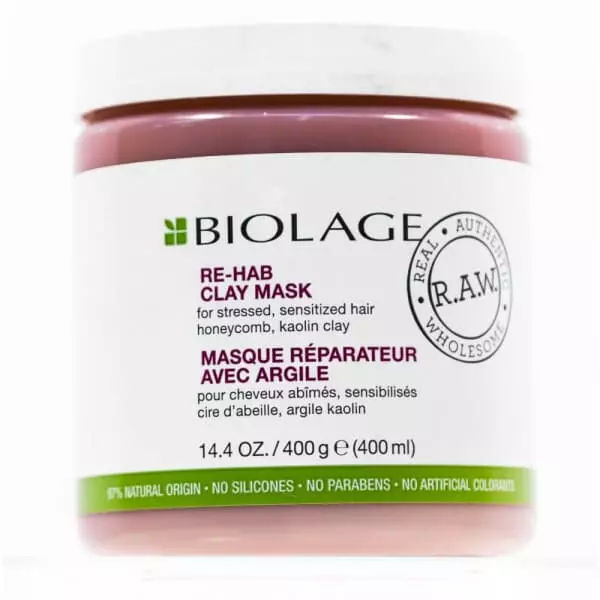 BIOLAGE
RE-HAB
CLAY MASK
for stressed, sensitized hair
honeycomb, kaolin clay
REAL • AUTHENTIC • WHOLESOME •
R.A.W.
MASQUE RÉPARATEUR
AVEC ARGILE
pour cheveux abîmés, sensibilisés
cire d'abeille, argile kaolin
14.4 OZ. / 400 g ℮ (400 ml)
97% NATURAL ORIGIN • NO SILICONES • NO PARABENS • NO ARTIFICIAL COLORANTS